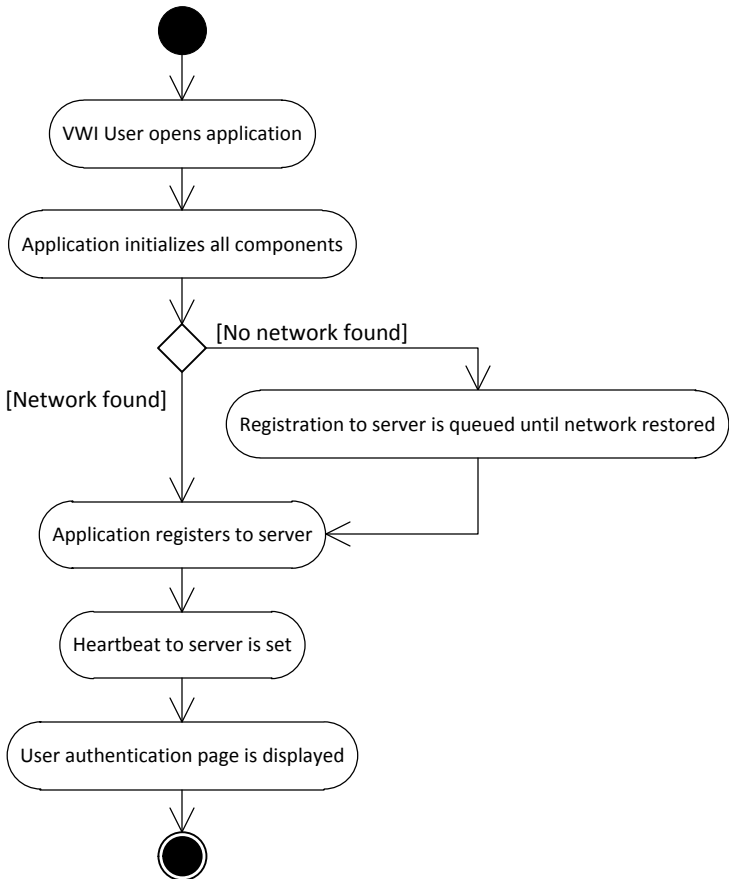 VWI User opens application
Application initializes all components
[No network found]
[Network found]
Registration to server is queued until network restored
Application registers to server
Heartbeat to server is set
User authentication page is displayed